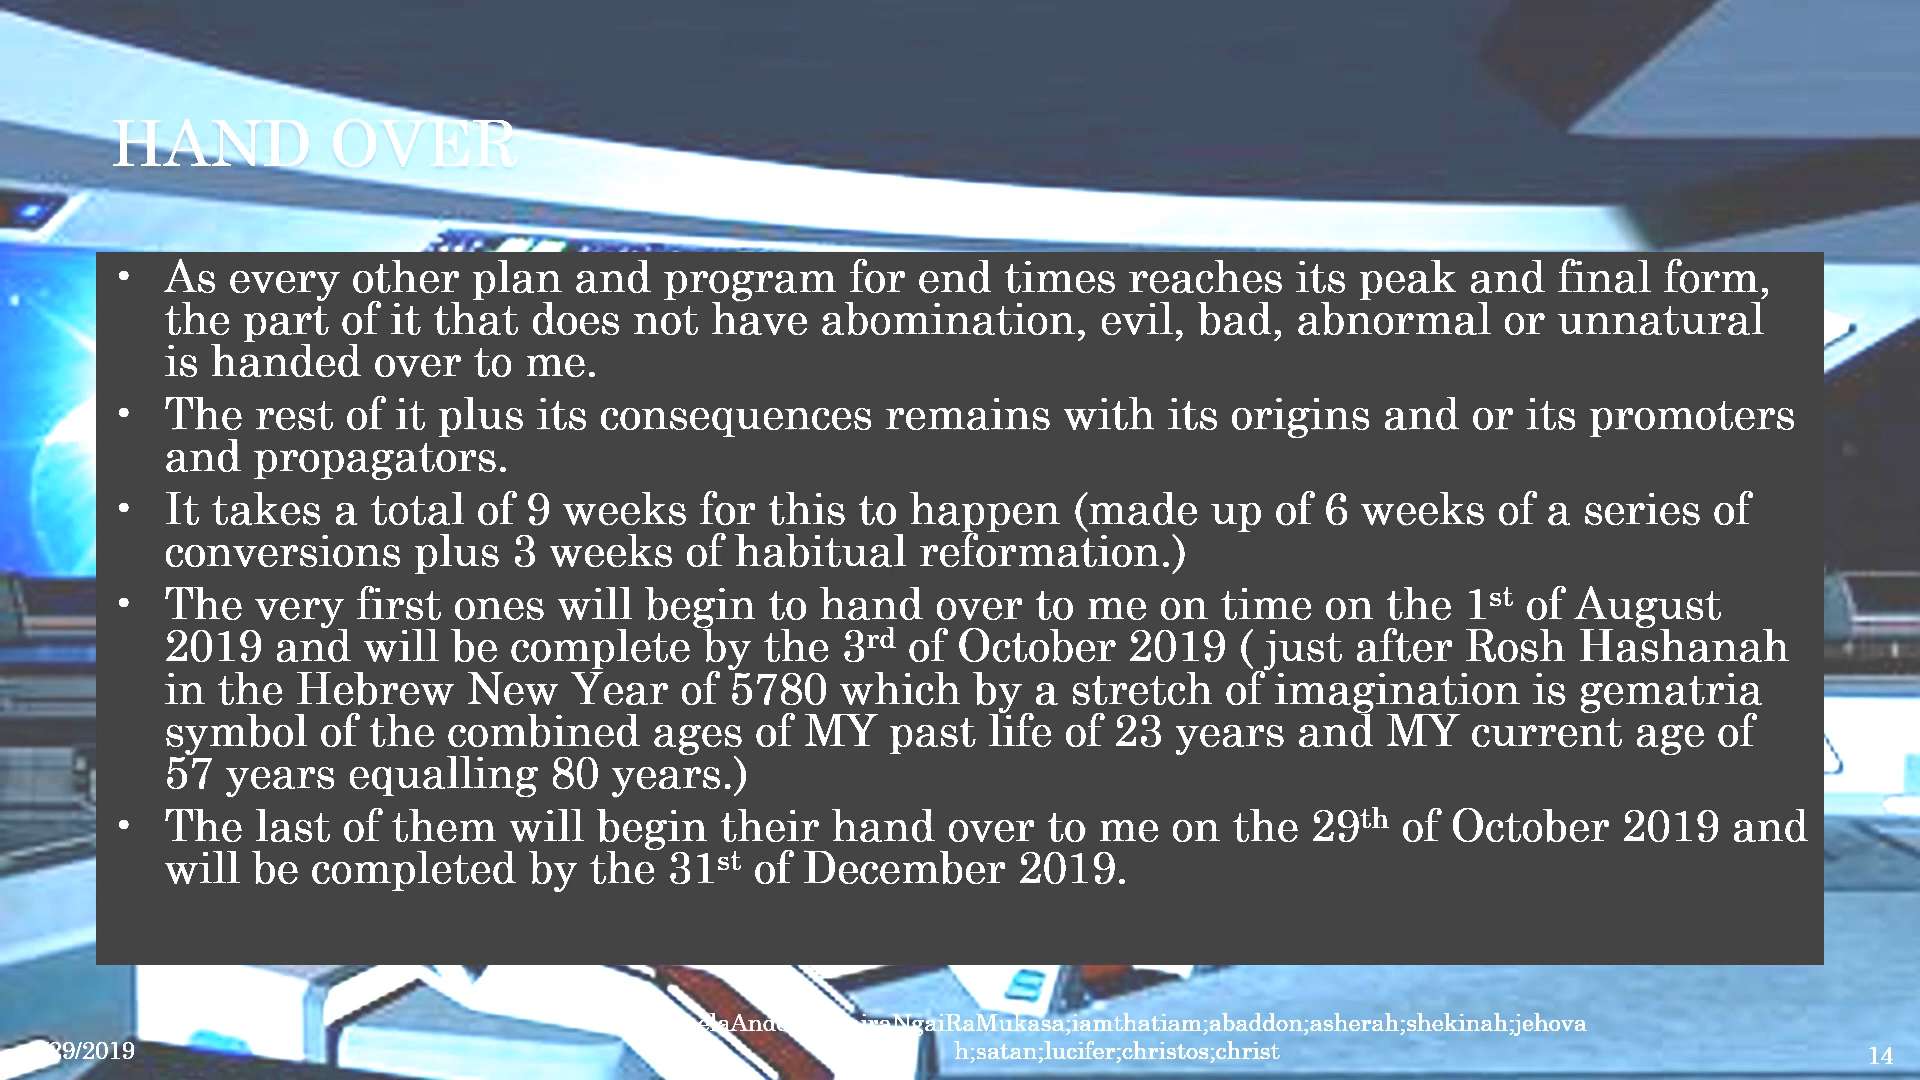 HAND OVER
• As every other plan and program for end times reaches its peak and final form,
the part of it that does not have abomination, evil, bad, abnormal or unnatural
is handed over to me.
• The rest of it plus its consequences remains with its origins and or its promoters
and propagators.
• It takes a total of 9 weeks for this to happen (made up of 6 weeks of a series of
conversions plus 3 weeks of habitual reformation.)
• The very first ones will begin to hand over to me on time on the 1st of August
2019 and will be complete by the 3rd of October 2019 ( just after Rosh Hashanah
in the Hebrew New Year of 5780 which by a stretch of imagination is gematria
symbol of the combined ages of MY past life of 23 years and MY current age of
57 years equalling 80 years.)
• The last of them will begin their hand over to me on the 29th of October 2019 and
will be completed by the 31st of December 2019.
h;satan;lucifer;christos;christ
14